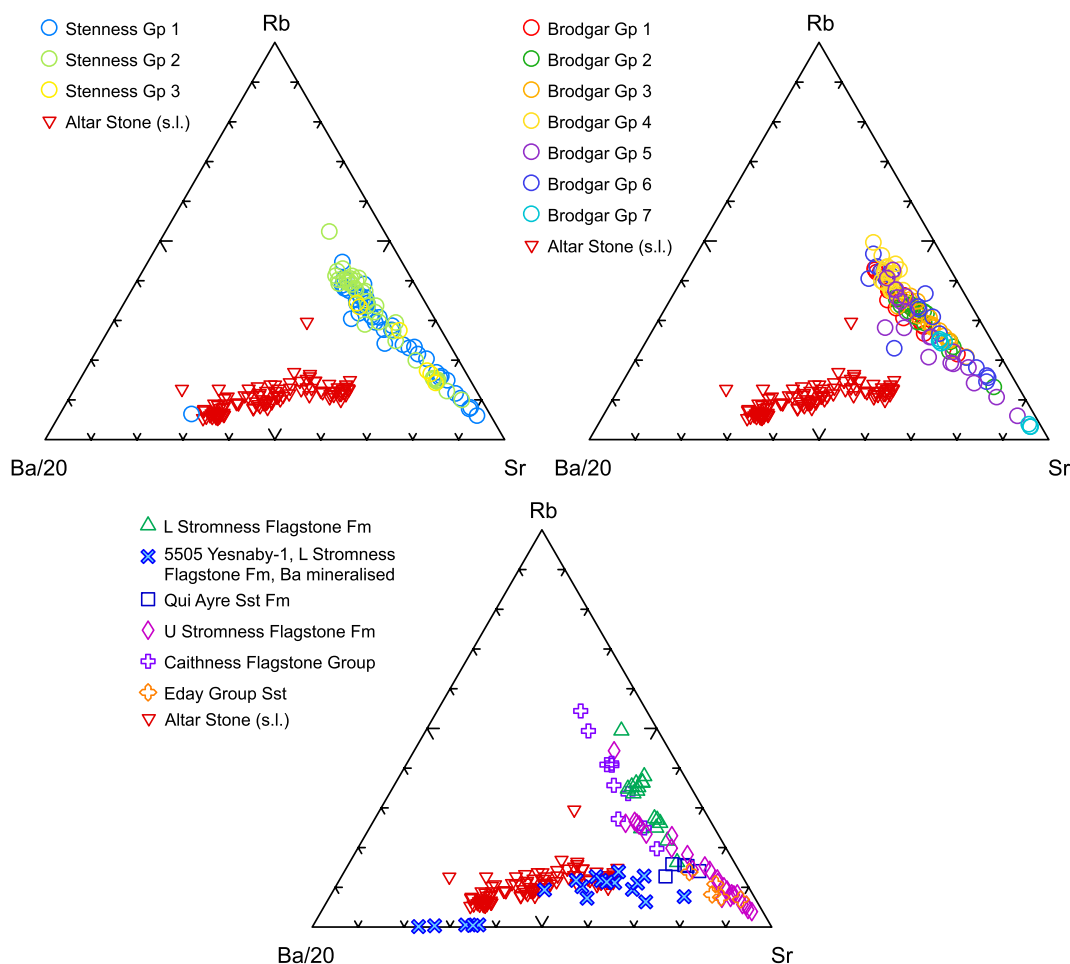 Rb
Stenness Gp 1
Stenness Gp 2
Stenness Gp 3
Altar Stone (s.l.)
Ba/20
Sr
Rb
Brodgar Gp 1
Brodgar Gp 2
Brodgar Gp 3
Brodgar Gp 4
Brodgar Gp 5
Brodgar Gp 6
Brodgar Gp 7
Altar Stone (s.l.)
Ba/20
Sr
Rb
L Stromness Flagstone Fm
5505 Yesnaby-1, L Stromness
Flagstone Fm, Ba mineralised
Qui Ayre Sst Fm
U Stromness Flagstone Fm
Caithness Flagstone Group
Eday Group Sst
Altar Stone (s.l.)
Ba/20
Sr